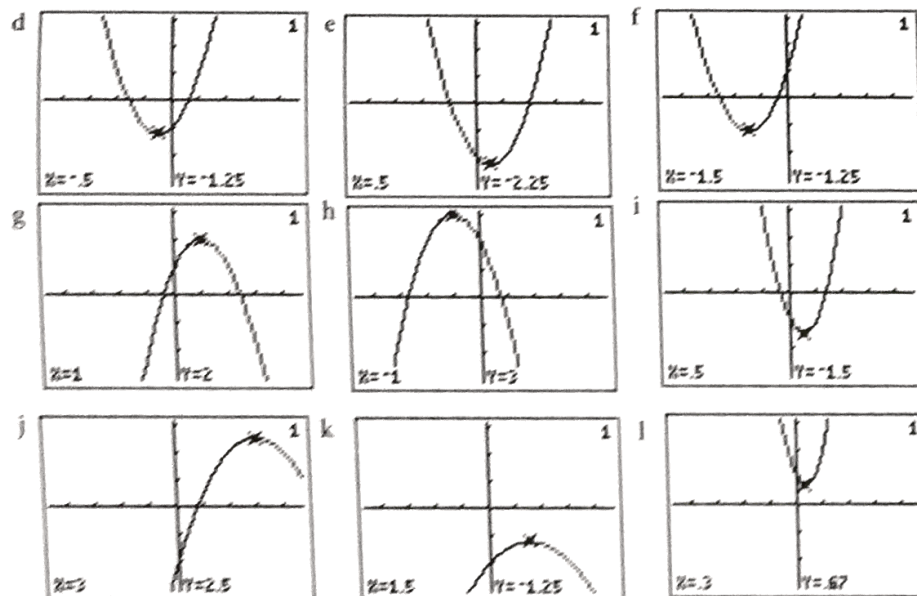 d 1 e 1 f 1
X=-.5 Y=-1.25 X=.5 Y=-2.25 X=-1.5 Y=-1.25
g 1 h 1 i 1
X=1 Y=2 X=-1 Y=3 X=.5 Y=-1.5
j 1 k 1 l 1
X=3 Y=2.5 X=1.5 Y=-1.25 X=.3 Y=.67